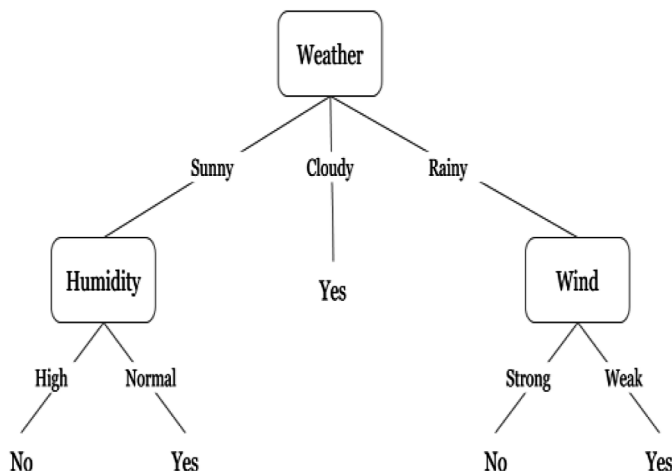 Weather
Sunny
Cloudy
Rainy
Humidity
Yes
Wind
High
Normal
Strong
Weak
No
Yes
No
Yes